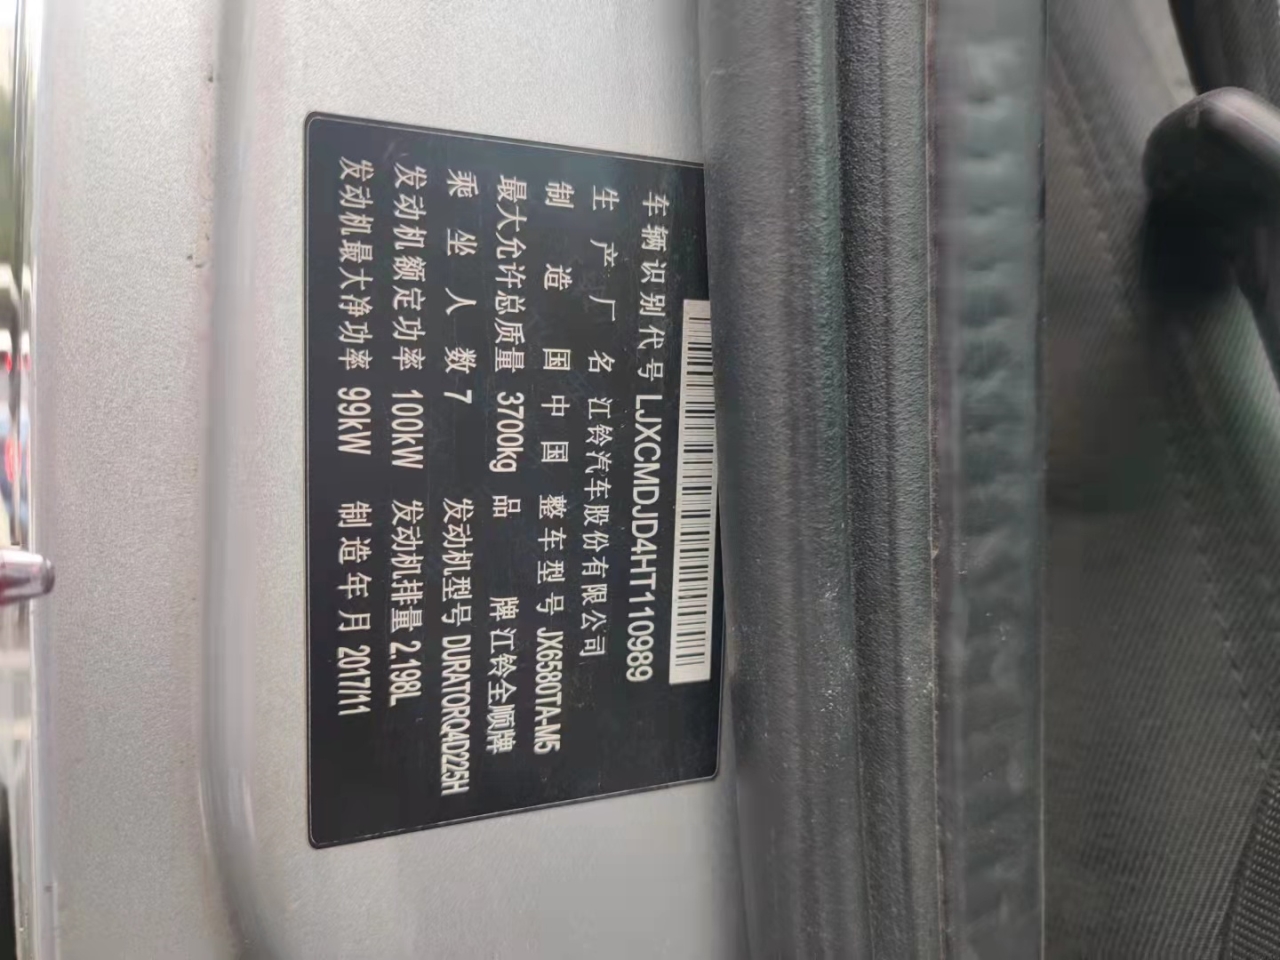 车辆识别代号 LJXCMDJD4HT110989
生产厂名 江铃汽车股份有限公司
制造国 中国 整车型号 JX6580TA-M5
最大允许总质量 3700kg 品牌 江铃全顺牌
乘坐人数 7 发动机型号 DURATORQ4D225H
发动机额定功率 100kW 发动机排量 2.198L
发动机最大净功率 99kW 制造年月 2017/11